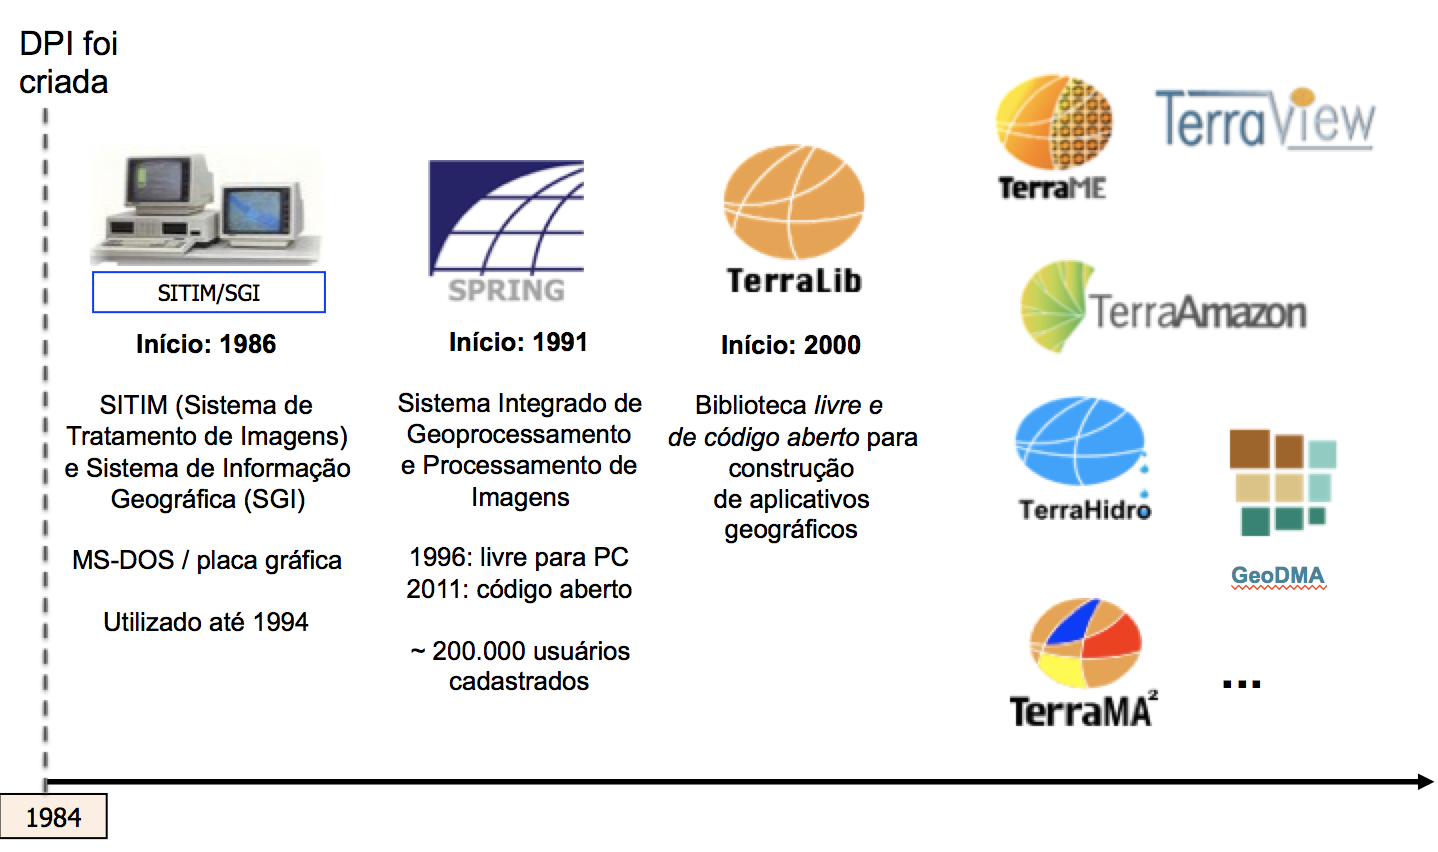 DPI foi
criada
SITIM/SGI
Início: 1986
SITIM (Sistema de
Tratamento de Imagens)
e Sistema de Informação
Geográfica (SGI)
MS-DOS / placa gráfica
Utilizado até 1994
SPRING
Início: 1991
Sistema Integrado de
Geoprocessamento
e Processamento de
Imagens
1996: livre para PC
2011: código aberto
~ 200.000 usuários
cadastrados
TerraLib
Início: 2000
Biblioteca livre e
de código aberto para
construção
de aplicativos
geográficos
TerraME
TerraView
TerraAmazon
TerraHidro
GeoDMA
TerraMA²
...
1984